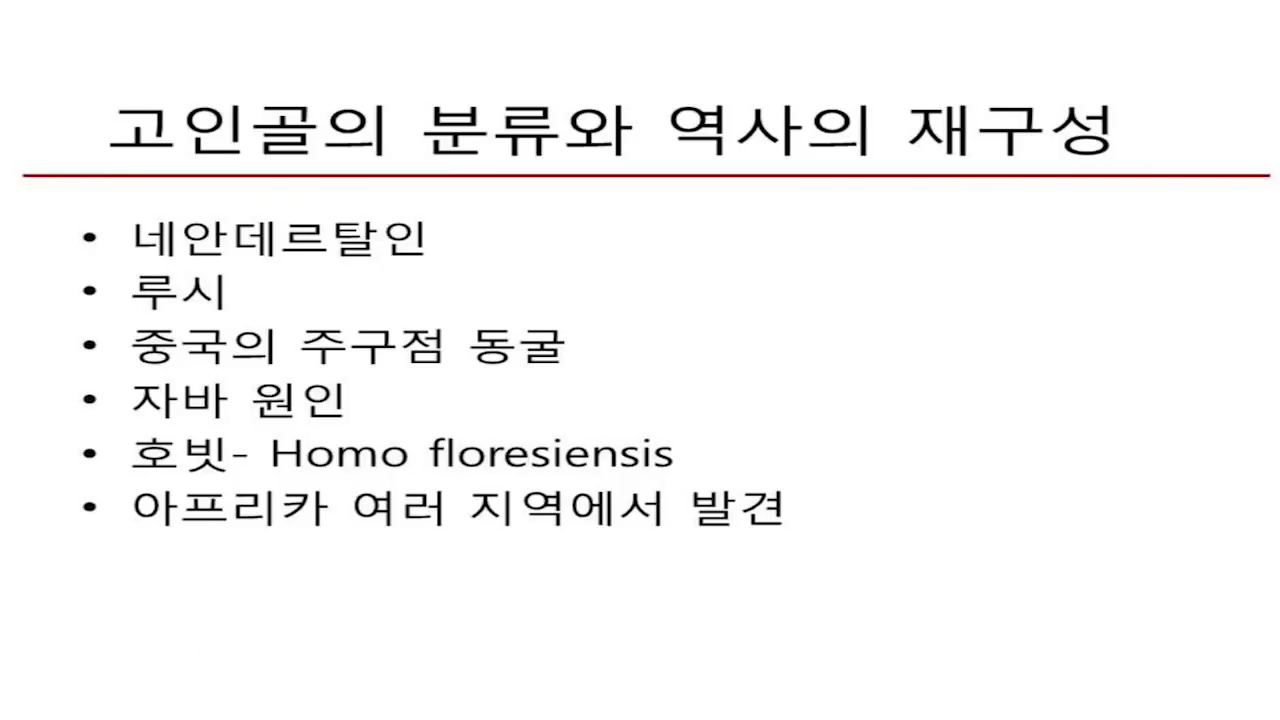 고인골의 분류와 역사의 재구성
• 네안데르탈인
• 루시
• 중국의 주구점 동굴
• 자바 원인
• 호빗- Homo floresiensis
• 아프리카 여러 지역에서 발견